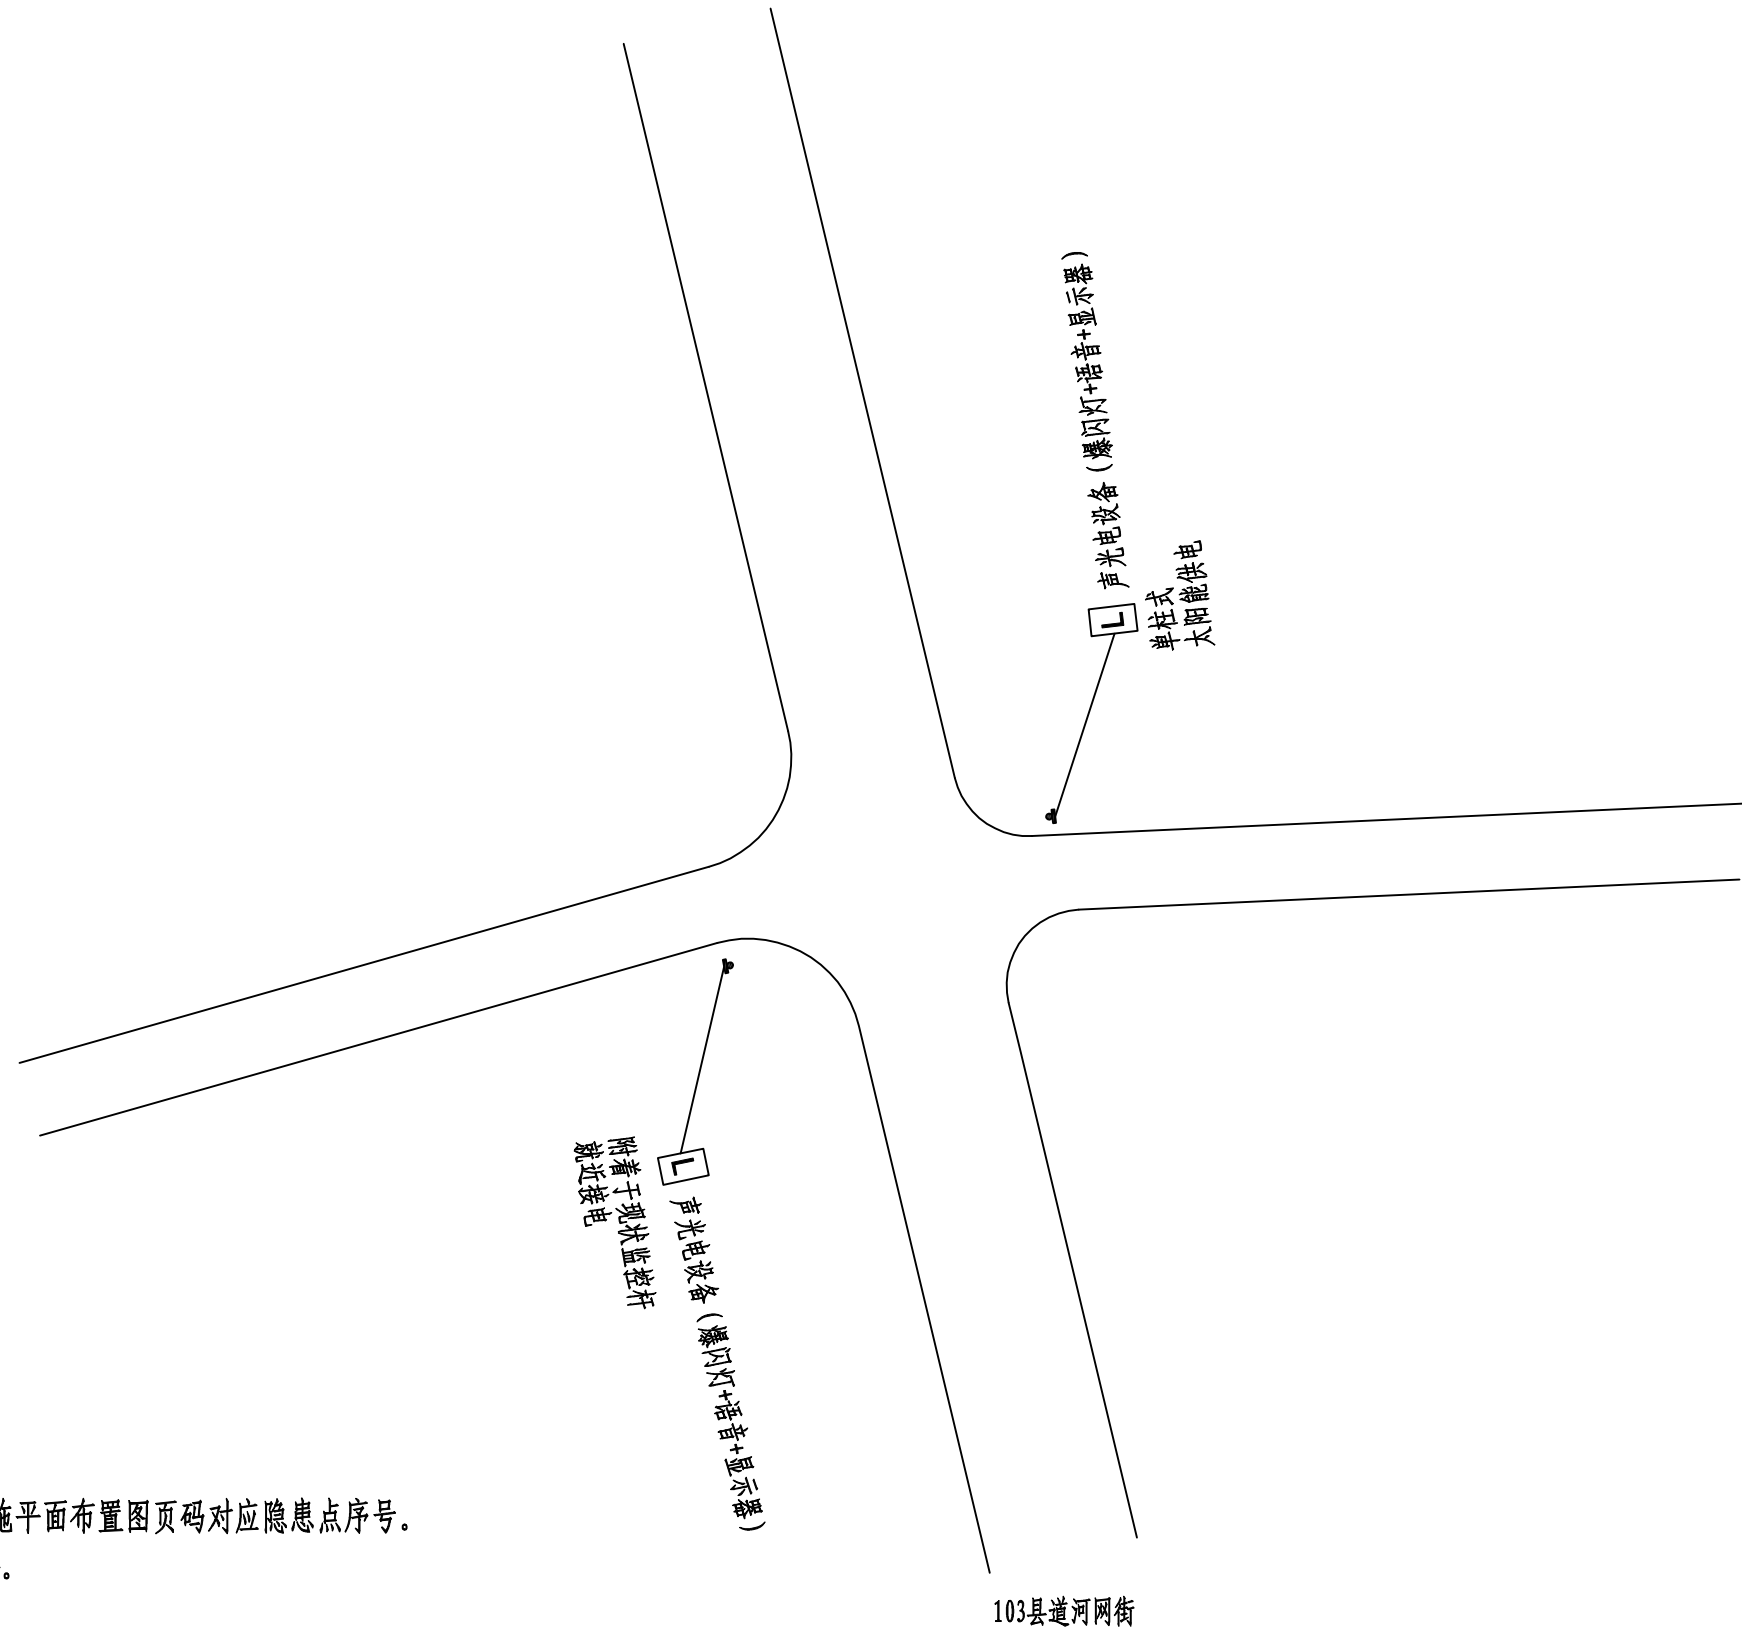 声光电设备（爆闪灯+语音+显示器）
L
单柱式
太阳能供电
L
附着于现状监控杆
就近接电
声光电设备（爆闪灯+语音+显示器）
施平面布置图页码对应隐患点序号。
。
103县道河网街